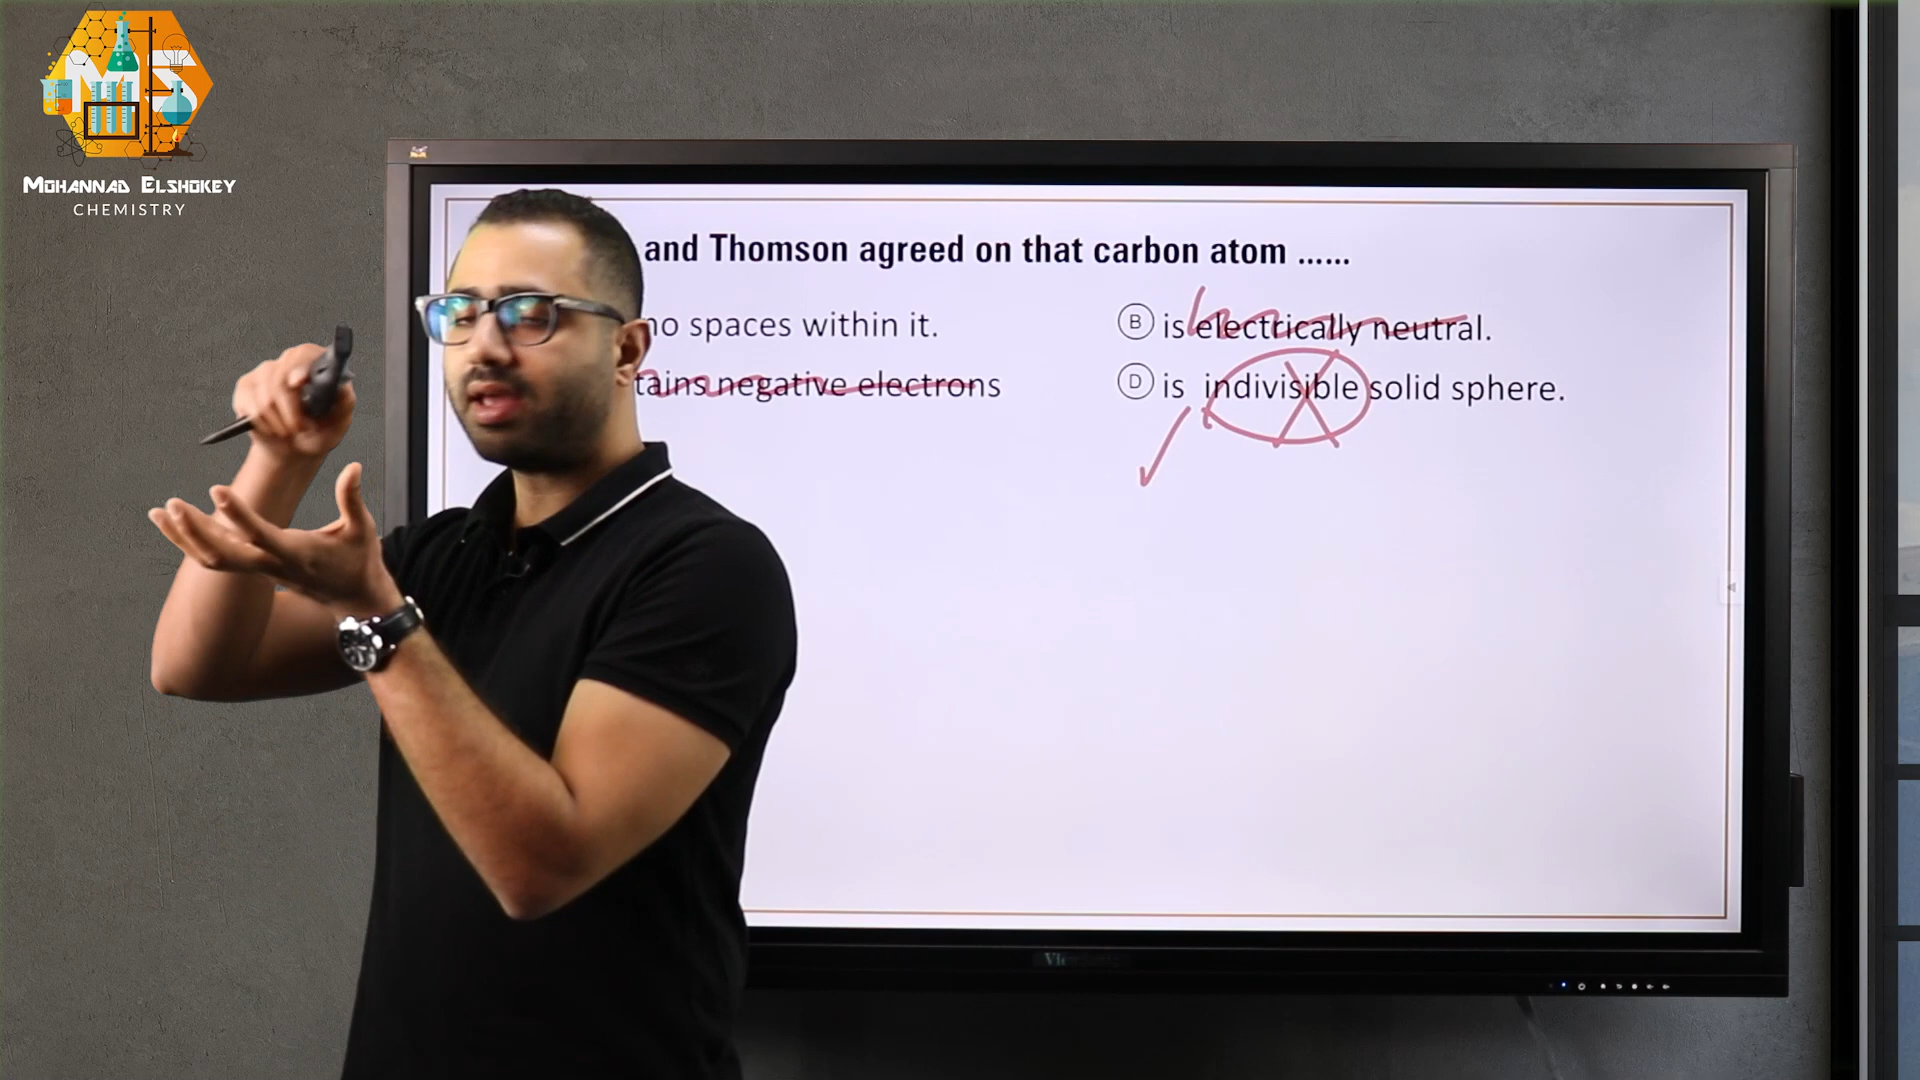 MS
MOHANNAD ELSHOKEY
CHEMISTRY
and Thomson agreed on that carbon atom ......
no spaces within it.
B is electrically neutral.
tains negative electrons
D is indivisible solid sphere.